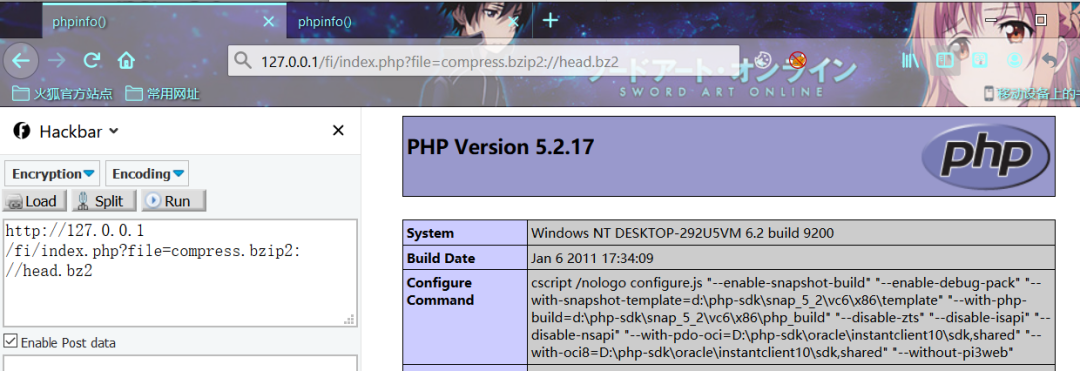 phpinfo()
phpinfo()
127.0.0.1/fi/index.php?file=compress.bzip2://head.bz2
ソードアート・オンライン
SWORD ART ONLINE
火狐官方站点
常用网址
移动设备上的
Hackbar
Encryption
Encoding
Load
Split
Run
http://127.0.0.1
/fi/index.php?file=compress.bzip2:
//head.bz2
Enable Post data
PHP Version 5.2.17
php
System
Windows NT DESKTOP-292U5VM 6.2 build 9200
Build Date
Jan 6 2011 17:34:09
Configure
Command
cscript /nologo configure.js "--enable-snapshot-build" "--enable-debug-pack" "--
with-snapshot-template=d:\php-sdk\snap_5_2\vc6\x86\template" "--with-php-
build=d:\php-sdk\snap_5_2\vc6\x86\php_build" "--disable-zts" "--disable-isapi" "--
disable-nsapi" "--with-pdo-oci=D:\php-sdk\oracle\instantclient10\sdk,shared" "--
with-oci8=D:\php-sdk\oracle\instantclient10\sdk,shared" "--without-pi3web"